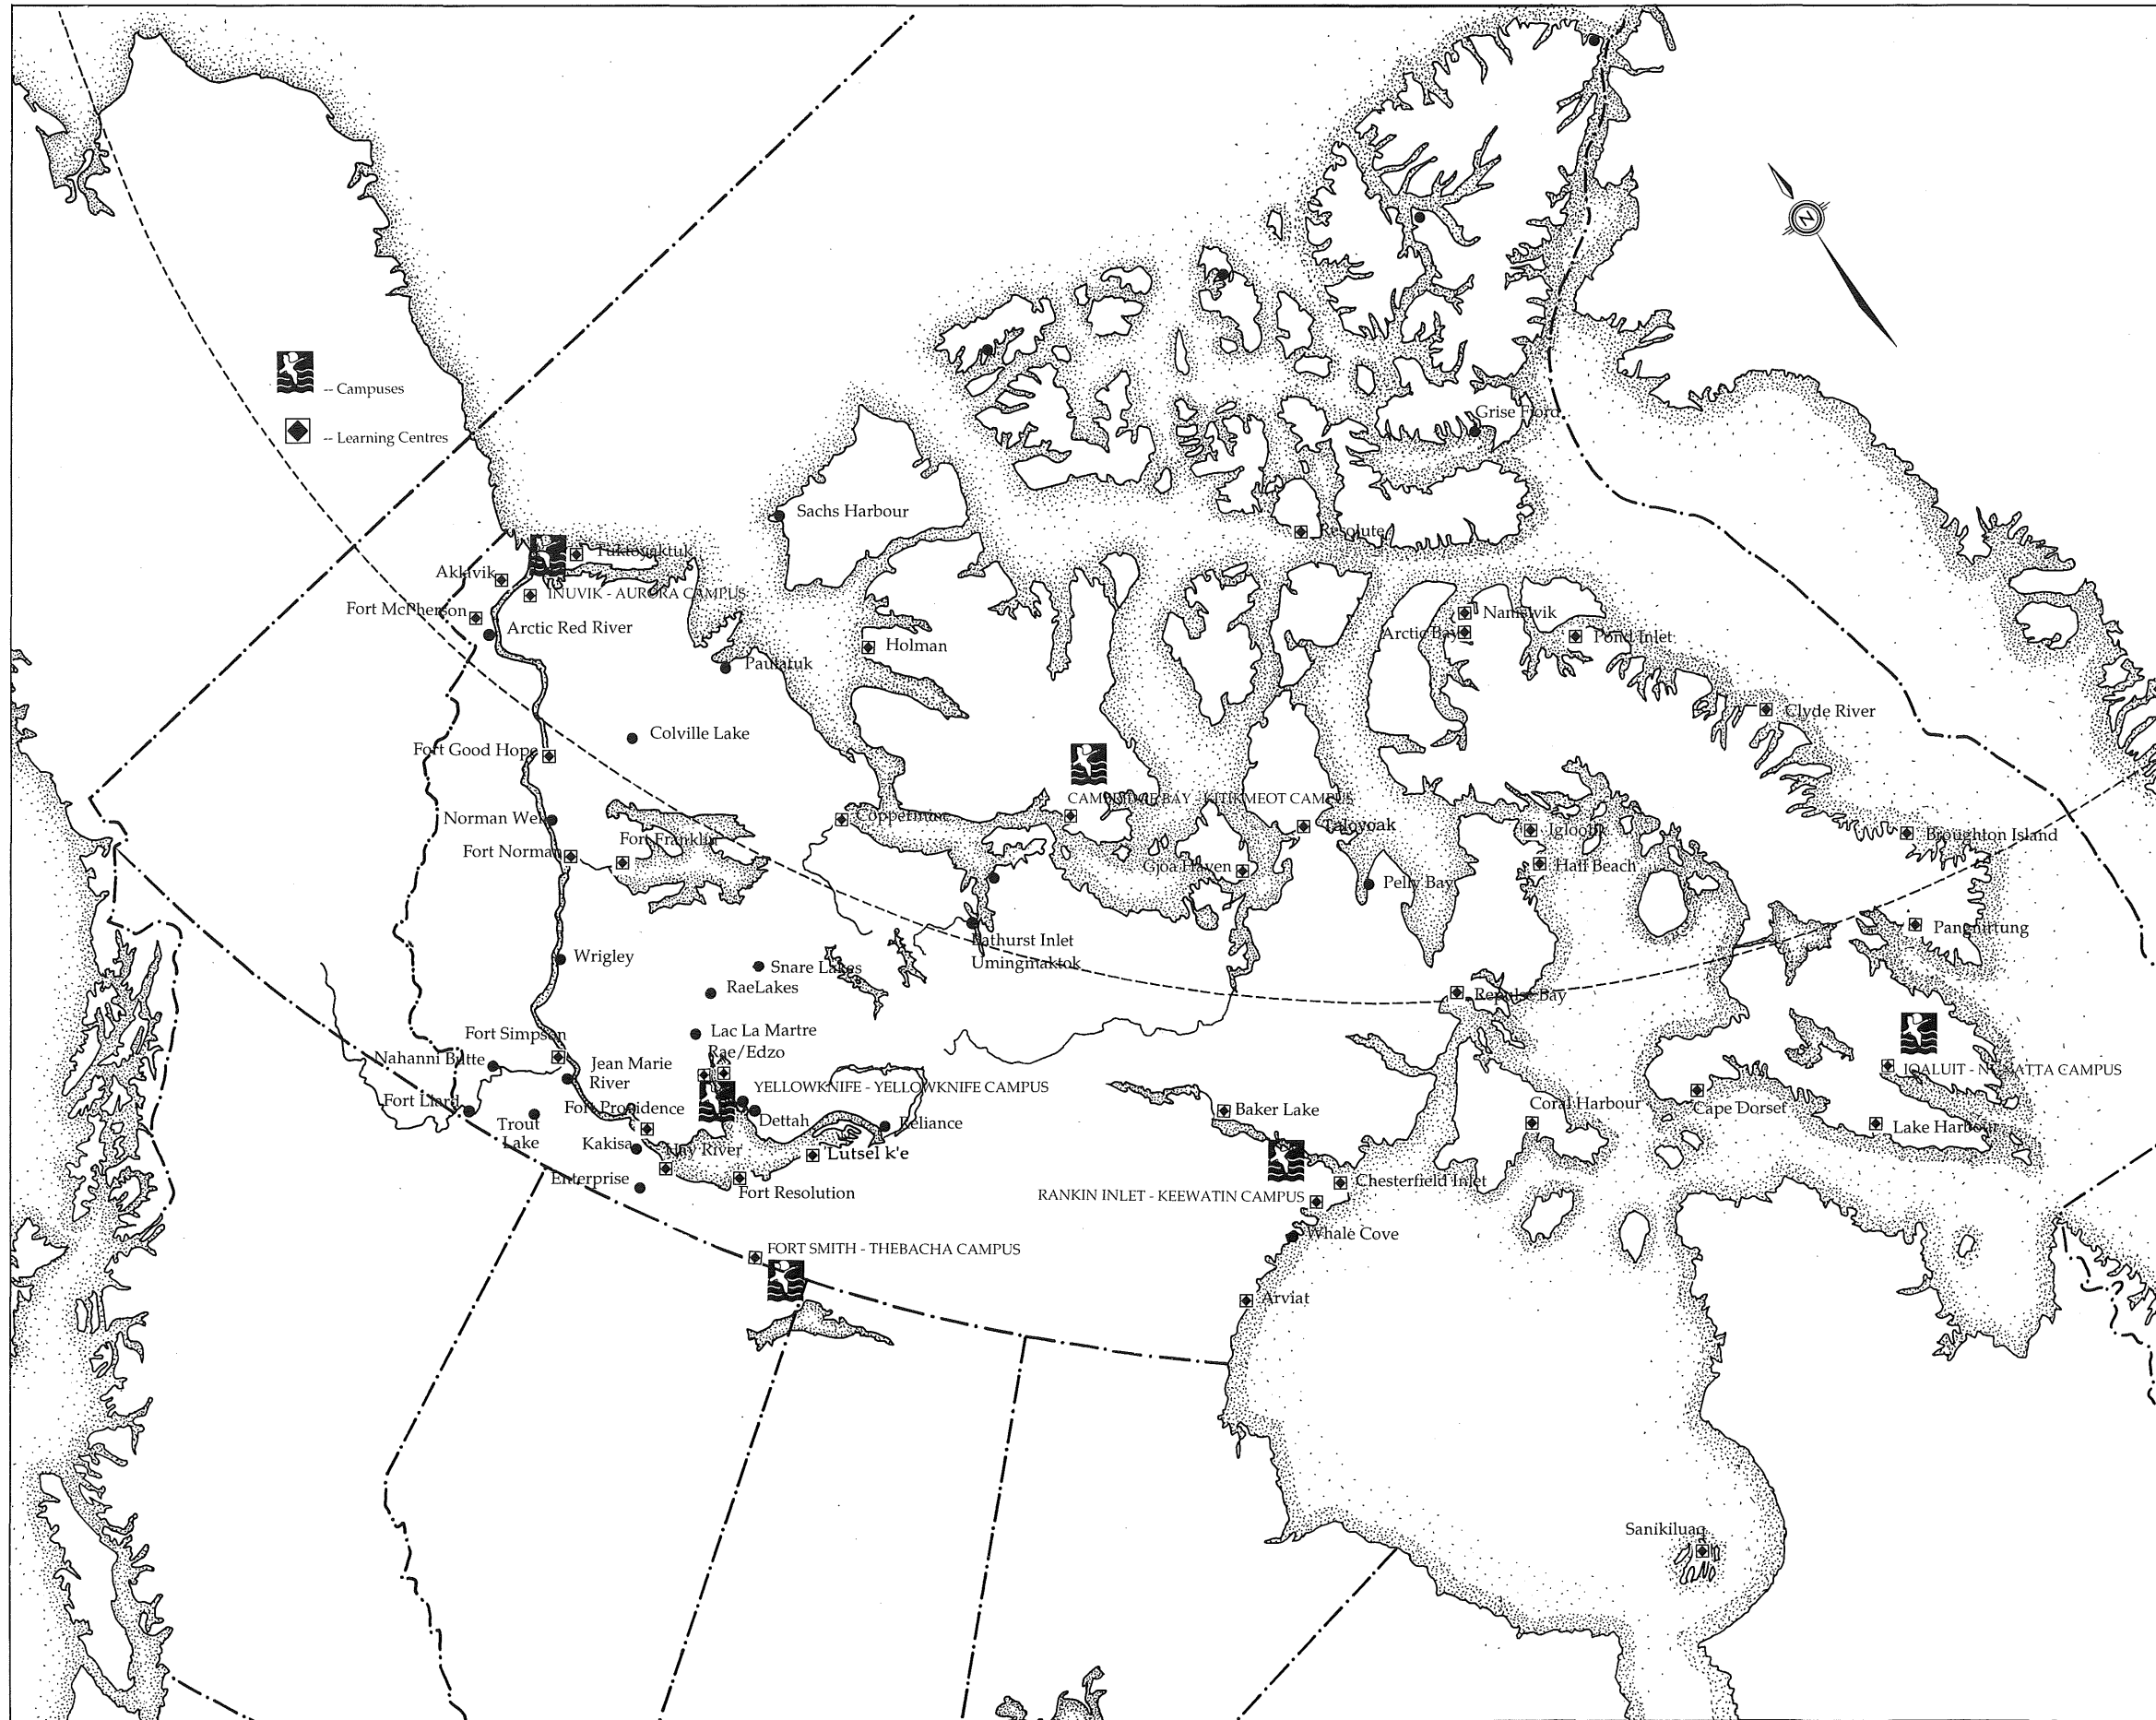 N
-- Campuses
-- Learning Centres
Grise Fiord
Sachs Harbour
Resolute
Tuktoyaktuk
Aklavik
INUVIK - AURORA CAMPUS
Fort McPherson
Arctic Red River
Nanisivik
Arctic Bay
Pond Inlet
Holman
Paulatuk
Clyde River
Colville Lake
Fort Good Hope
CAMBRIDGE BAY - KITIKMEOT CAMPUS
Coppermine
Norman Wells
Taloyoak
Igloolik
Broughton Island
Fort Franklin
Fort Norman
Gjoa Haven
Hall Beach
Pelly Bay
Pangnirtung
Bathurst Inlet
Umingmaktok
Wrigley
Snare Lakes
RaeLakes
Repulse Bay
Lac La Martre
Fort Simpson
Rae/Edzo
Nahanni Butte
Jean Marie
River
IQALUIT - NUNATTA CAMPUS
YELLOWKNIFE - YELLOWKNIFE CAMPUS
Fort Liard
Fort Providence
Baker Lake
Coral Harbour
Cape Dorset
Trout
Lake
Dettah
Reliance
Lake Harbour
Kakisa
Hay River
Lutsel k'e
Enterprise
Fort Resolution
Chesterfield Inlet
RANKIN INLET - KEEWATIN CAMPUS
Whale Cove
FORT SMITH - THEBACHA CAMPUS
Arviat
Sanikiluaq